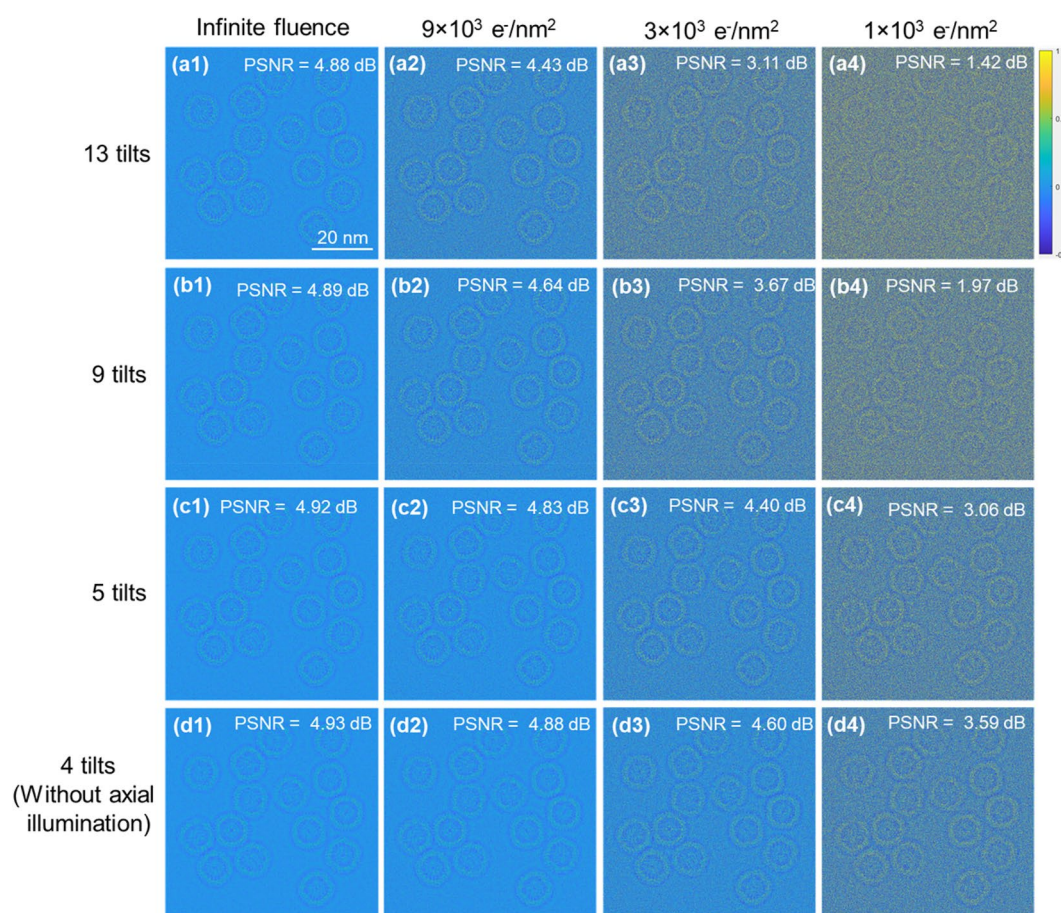 Infinite fluence 9×10³ e⁻/nm² 3×10³ e⁻/nm² 1×10³ e⁻/nm²
(a1) PSNR = 4.88 dB (a2) PSNR = 4.43 dB (a3) PSNR = 3.11 dB (a4) PSNR = 1.42 dB
1
0.
0
-0
13 tilts
20 nm
(b1) PSNR = 4.89 dB (b2) PSNR = 4.64 dB (b3) PSNR = 3.67 dB (b4) PSNR = 1.97 dB
9 tilts
(c1) PSNR = 4.92 dB (c2) PSNR = 4.83 dB (c3) PSNR = 4.40 dB (c4) PSNR = 3.06 dB
5 tilts
(d1) PSNR = 4.93 dB (d2) PSNR = 4.88 dB (d3) PSNR = 4.60 dB (d4) PSNR = 3.59 dB
4 tilts
(Without axial
illumination)